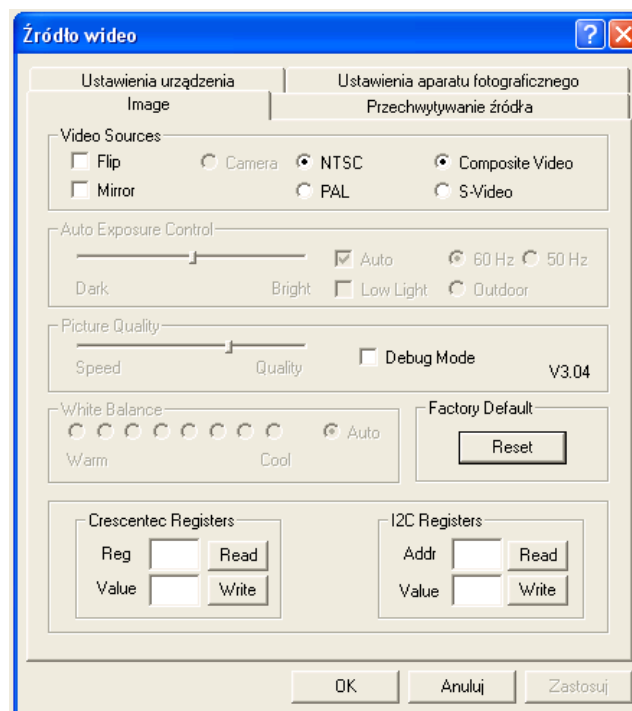 Źródło wideo
Ustawienia urządzenia Ustawienia aparatu fotograficznego
Image Przechwytywanie źródła
Video Sources
Flip Camera NTSC Composite Video
Mirror PAL S-Video
Auto Exposure Control
Auto 60 Hz 50 Hz
Dark Bright Low Light Outdoor
Picture Quality
Debug Mode
Speed Quality V3.04
White Balance Factory Default
Auto Reset
Warm Cool
Crescentec Registers I2C Registers
Reg Read Addr Read
Value Write Value Write
OK Anuluj Zastosuj